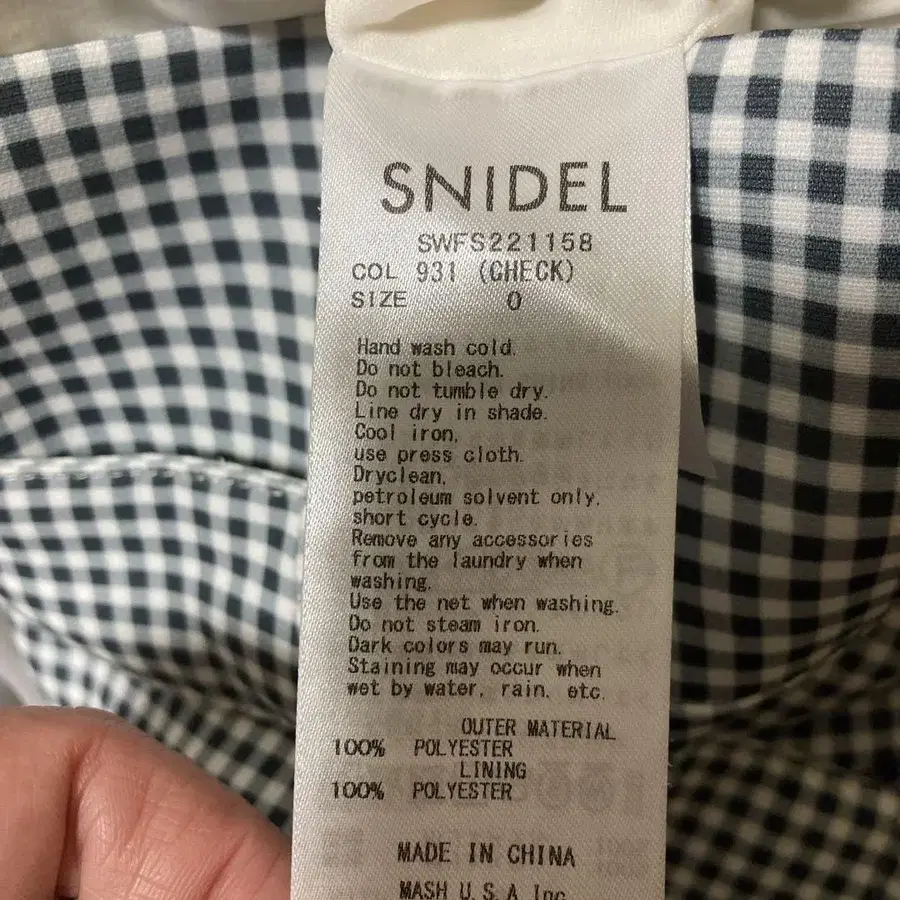 SNIDEL
SWFS221158
COL 931 (CHECK)
SIZE 0
Hand wash cold.
Do not bleach.
Do not tumble dry.
Line dry in shade.
Cool iron,
use press cloth.
Dryclean,
petroleum solvent only,
short cycle.
Remove any accessories
from the laundry when
washing.
Use the net when washing.
Do not steam iron.
Dark colors may run.
Staining may occur when
wet by water, rain, etc.
OUTER MATERIAL
100% POLYESTER
LINING
100% POLYESTER
MADE IN CHINA
MASH U.S.A Inc